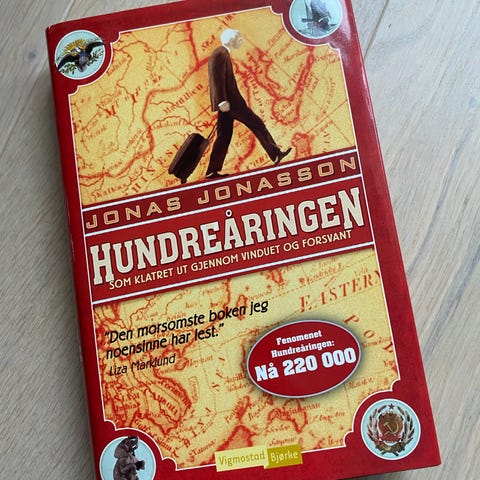 JONAS JONASSON
HUNDREÅRINGEN
SOM KLATRET UT GJENNOM VINDUET OG FORSVANT
"Den morsomste boken jeg
noensinne har lest."
Liza Marklund
Fenomenet
Hundreåringen:
Nå 220 000
Vigmostad Bjørke